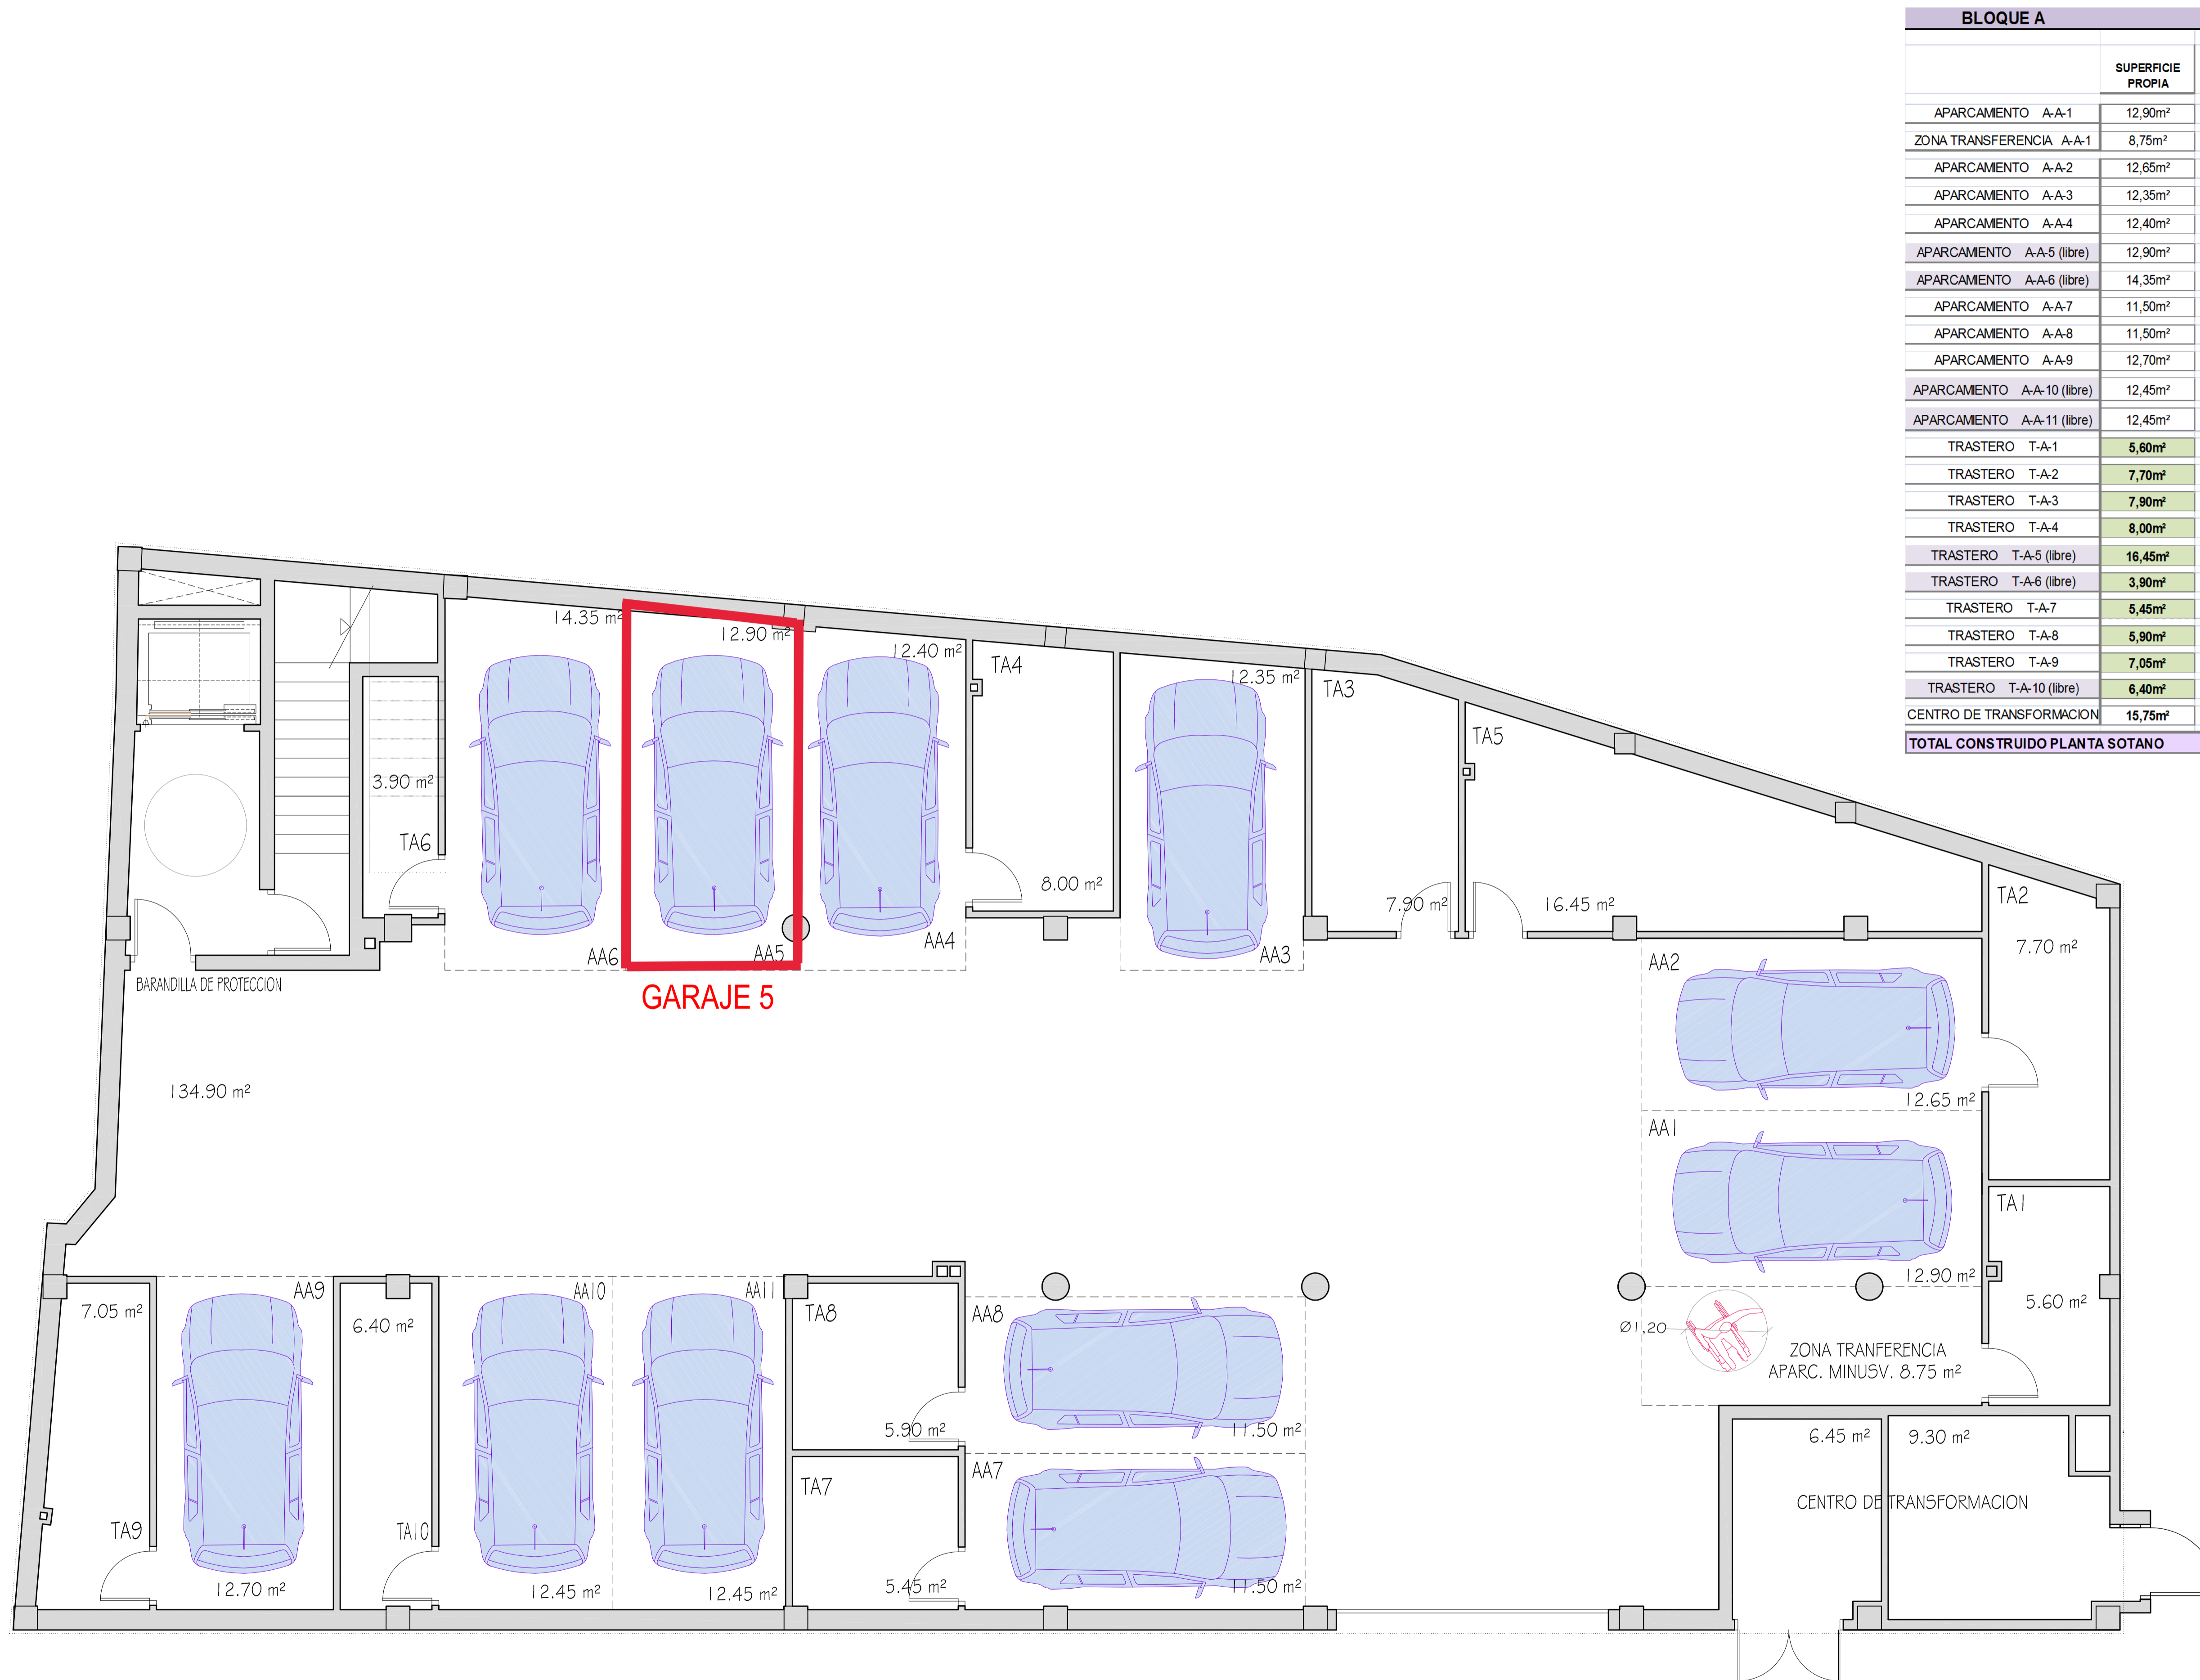 BLOQUE A
SUPERFICIE
PROPIA
APARCAMIENTO A-A-1 12,90m²
ZONA TRANSFERENCIA A-A-1 8,75m²
APARCAMIENTO A-A-2 12,65m²
APARCAMIENTO A-A-3 12,35m²
APARCAMIENTO A-A-4 12,40m²
APARCAMIENTO A-A-5 (libre) 12,90m²
APARCAMIENTO A-A-6 (libre) 14,35m²
APARCAMIENTO A-A-7 11,50m²
APARCAMIENTO A-A-8 11,50m²
APARCAMIENTO A-A-9 12,70m²
APARCAMIENTO A-A-10 (libre) 12,45m²
APARCAMIENTO A-A-11 (libre) 12,45m²
TRASTERO T-A-1 5,60m²
TRASTERO T-A-2 7,70m²
TRASTERO T-A-3 7,90m²
TRASTERO T-A-4 8,00m²
TRASTERO T-A-5 (libre) 16,45m²
TRASTERO T-A-6 (libre) 3,90m²
TRASTERO T-A-7 5,45m²
TRASTERO T-A-8 5,90m²
TRASTERO T-A-9 7,05m²
TRASTERO T-A-10 (libre) 6,40m²
CENTRO DE TRANSFORMACION 15,75m²
TOTAL CONSTRUIDO PLANTA SOTANO
14.35 m²
12.90 m²
12.40 m²
TA4
12.35 m²
TA3
TA5
3.90 m²
TA6
8.00 m²
7.90 m²
16.45 m²
TA2
7.70 m²
AA6
AA5
AA4
AA3
AA2
BARANDILLA DE PROTECCION
GARAJE 5
134.90 m²
12.65 m²
AA1
TA1
12.90 m²
5.60 m²
7.05 m²
AA9
6.40 m²
AA10
AA11
TA8
AA8
Ø1,20
ZONA TRANFERENCIA
APARC. MINUSV. 8.75 m²
5.90 m²
11.50 m²
6.45 m²
9.30 m²
TA7
AA7
CENTRO DE TRANSFORMACION
TA9
TA10
12.70 m²
12.45 m²
12.45 m²
5.45 m²
11.50 m²